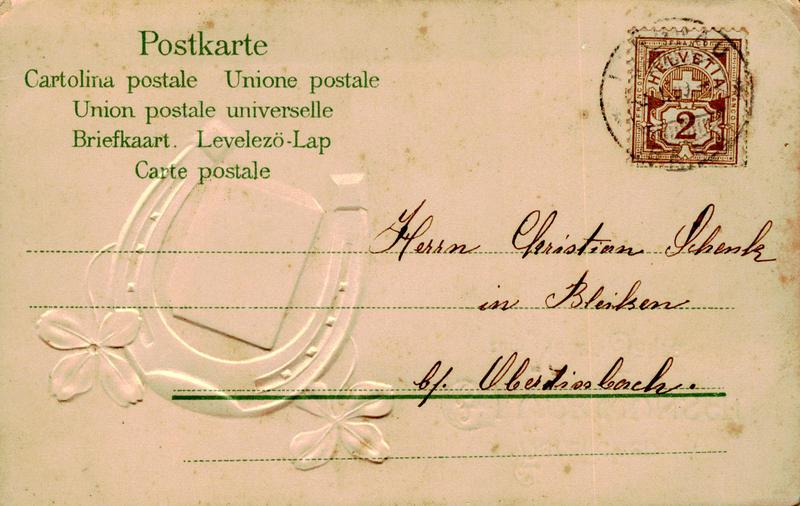 Postkarte
Cartolina postale Unione postale
Union postale universelle
Briefkaart. Levelezö-Lap
Carte postale
HELVETIA
2
Herrn Christian Schenk
in Bleiken
b/. Oberdiessbach.